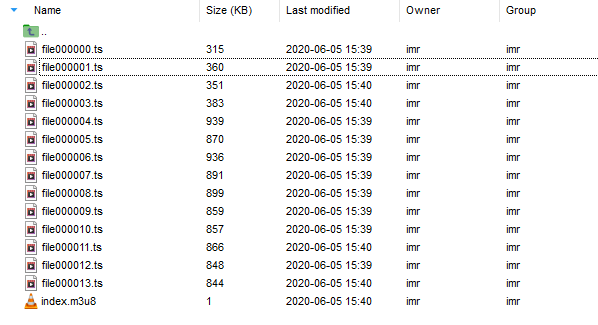 Name Size (KB) Last modified Owner Group
..
file000000.ts 315 2020-06-05 15:39 imr imr
file000001.ts 360 2020-06-05 15:39 imr imr
file000002.ts 351 2020-06-05 15:40 imr imr
file000003.ts 383 2020-06-05 15:40 imr imr
file000004.ts 939 2020-06-05 15:39 imr imr
file000005.ts 870 2020-06-05 15:39 imr imr
file000006.ts 936 2020-06-05 15:39 imr imr
file000007.ts 891 2020-06-05 15:39 imr imr
file000008.ts 899 2020-06-05 15:39 imr imr
file000009.ts 859 2020-06-05 15:39 imr imr
file000010.ts 857 2020-06-05 15:39 imr imr
file000011.ts 866 2020-06-05 15:40 imr imr
file000012.ts 848 2020-06-05 15:39 imr imr
file000013.ts 844 2020-06-05 15:40 imr imr
index.m3u8 1 2020-06-05 15:40 imr imr